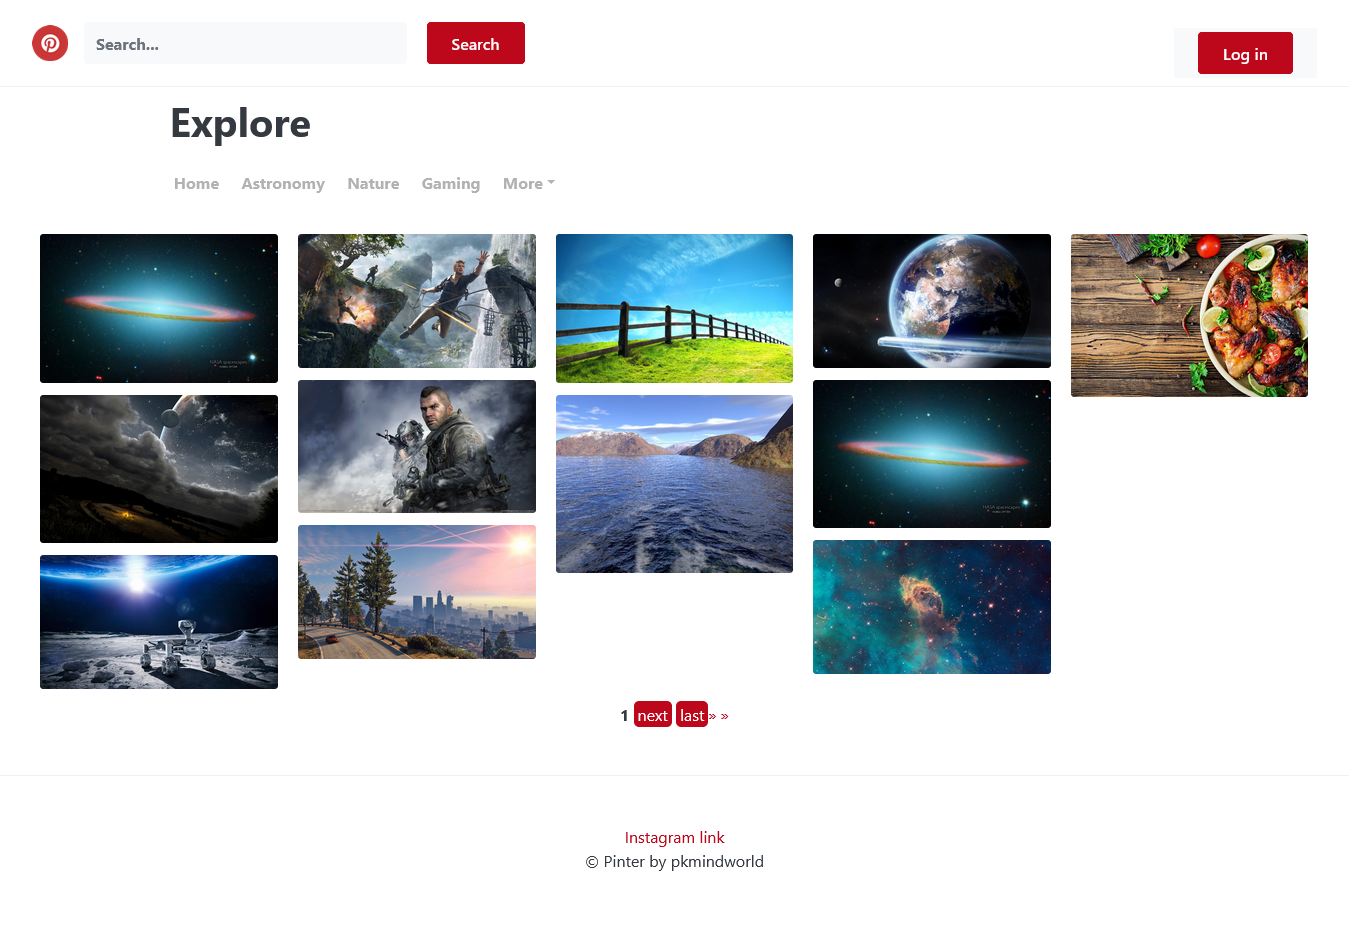 Search...
Search
Log in
Explore
Home Astronomy Nature Gaming More
1 next last » »
Instagram link
© Pinter by pkmindworld